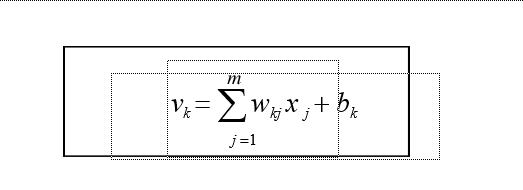 v_k = \sum_{j=1}^{m} w_{kj} x_j + b_k